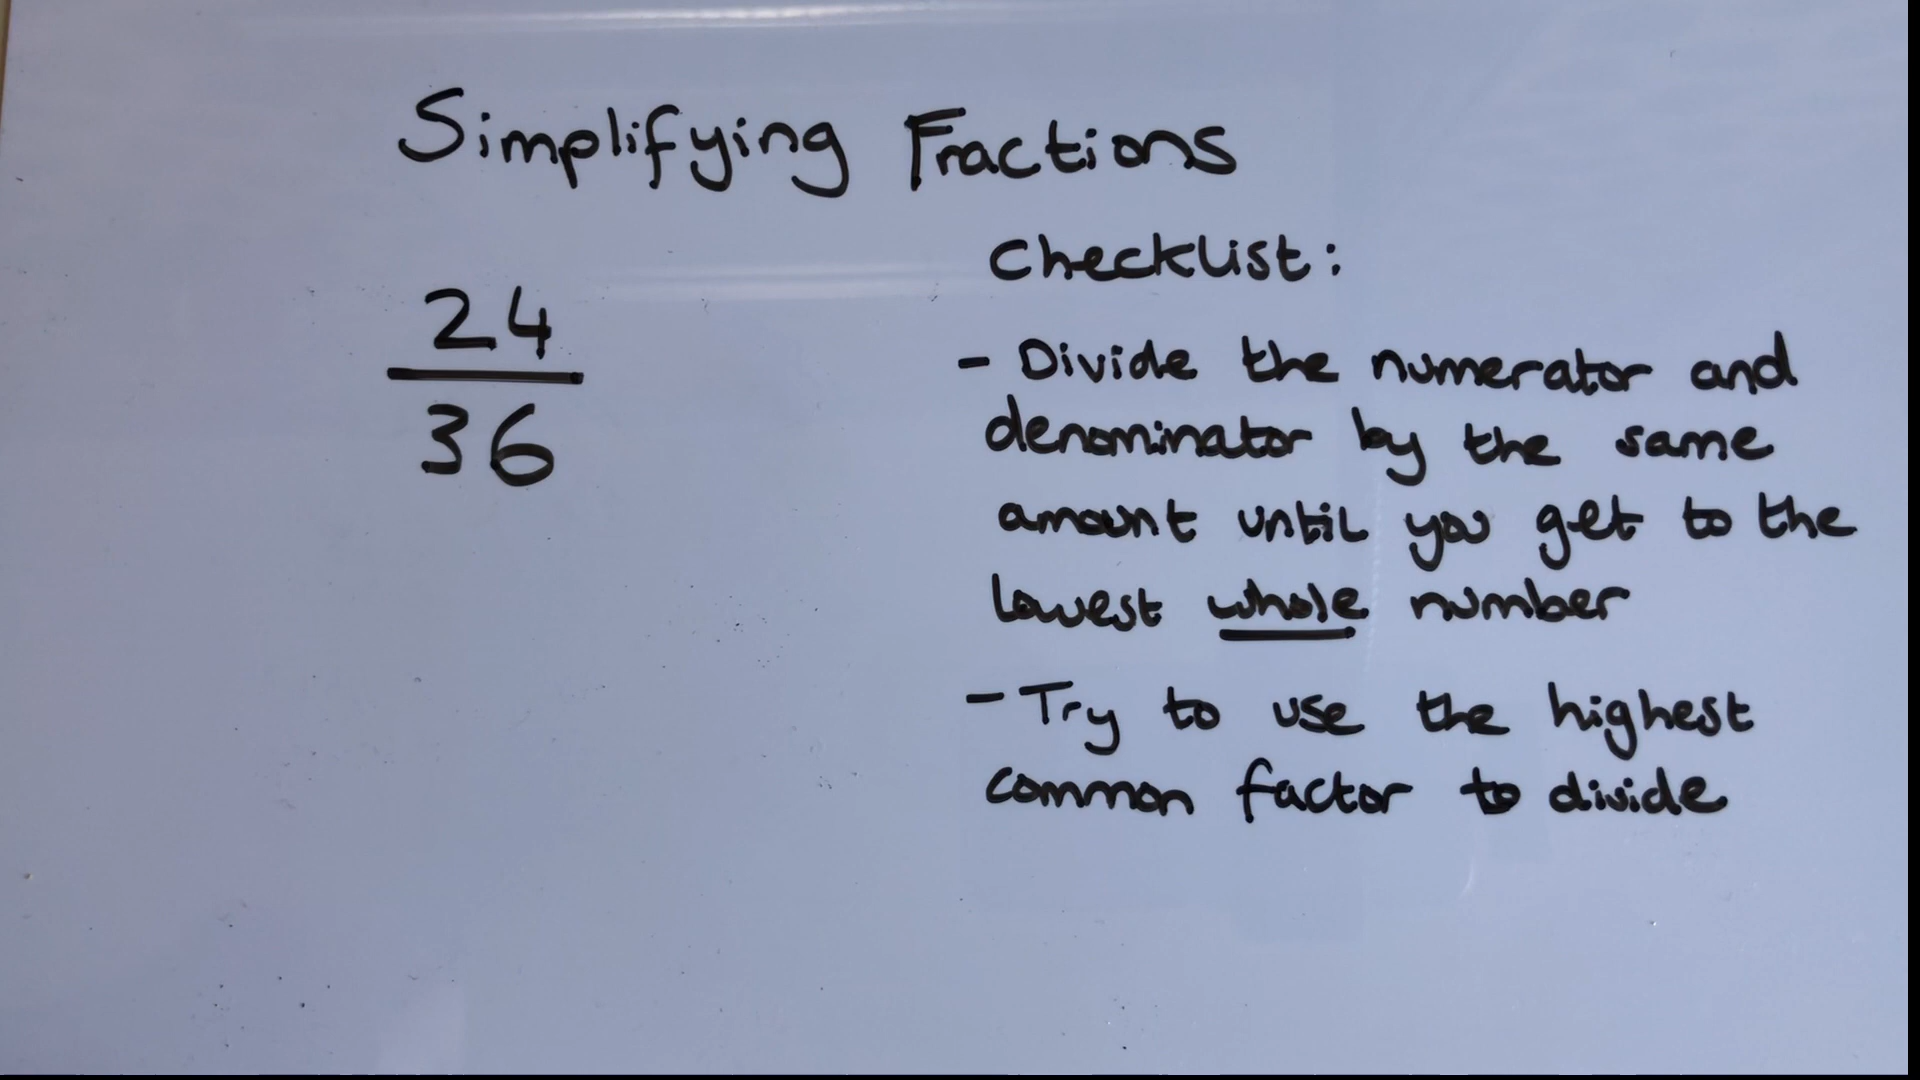 Simplifying Fractions
24
36
Checklist:
- Divide the numerator and
denominator by the same
amount until you get to the
lowest whole number
- Try to use the highest
common factor to divide